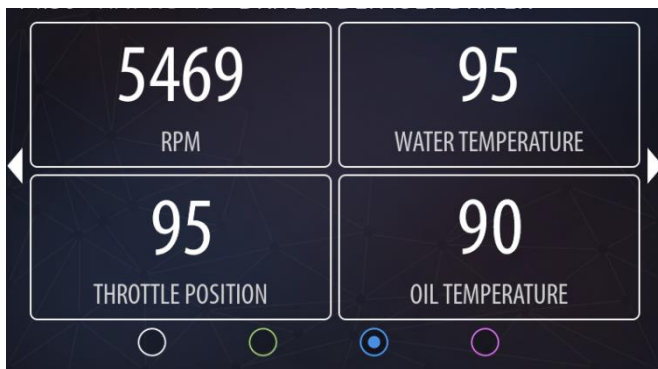 5469
RPM
95
WATER TEMPERATURE
95
THROTTLE POSITION
90
OIL TEMPERATURE